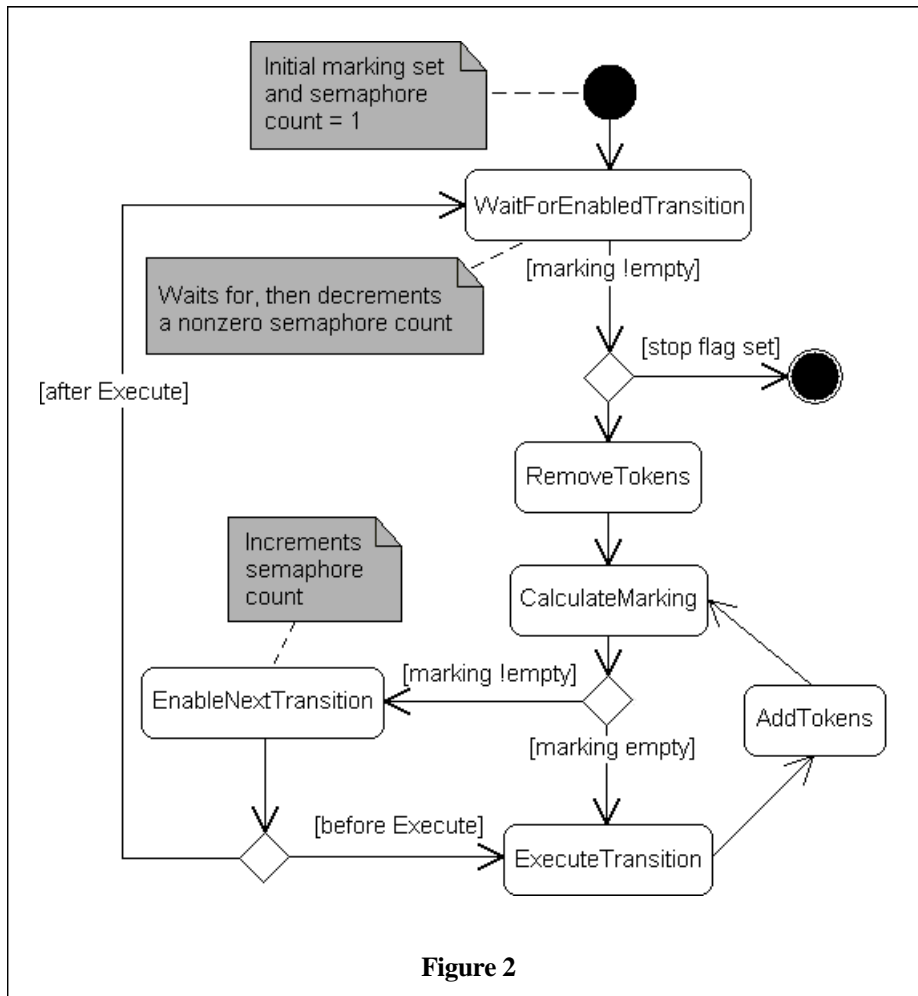 Initial marking set
and semaphore
count = 1
WaitForEnabledTransition
[marking !empty]
Waits for, then decrements
a nonzero semaphore count
[stop flag set]
[after Execute]
RemoveTokens
Increments
semaphore
count
CalculateMarking
[marking !empty]
EnableNextTransition
AddTokens
[marking empty]
[before Execute]
ExecuteTransition
Figure 2